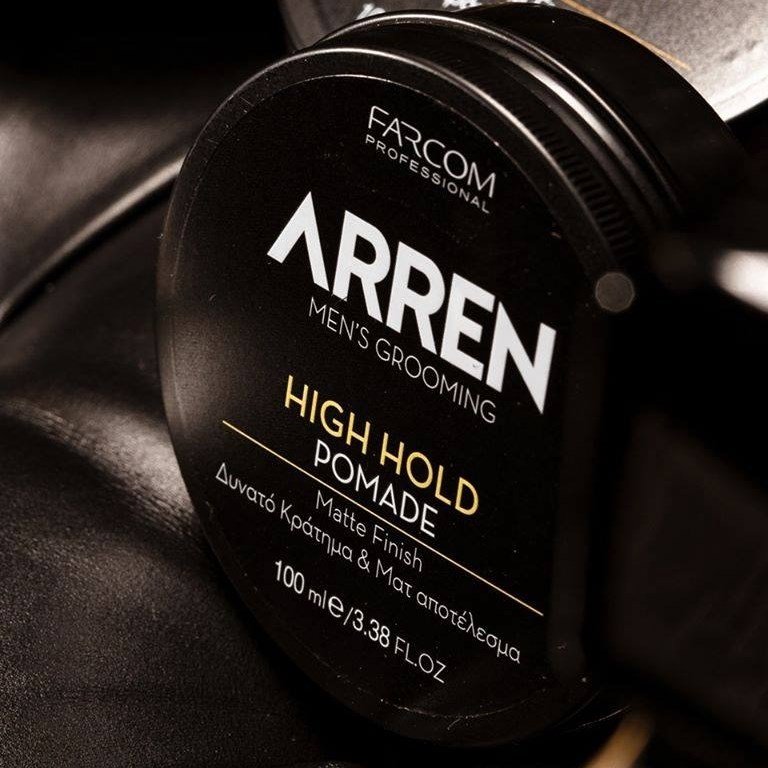 FARCOM
PROFESSIONAL
ARREN
MEN'S GROOMING
HIGH HOLD
POMADE
Matte Finish
Δυνατό Κράτημα & Ματ αποτέλεσμα
100 ml℮/3.38 FL.OZ